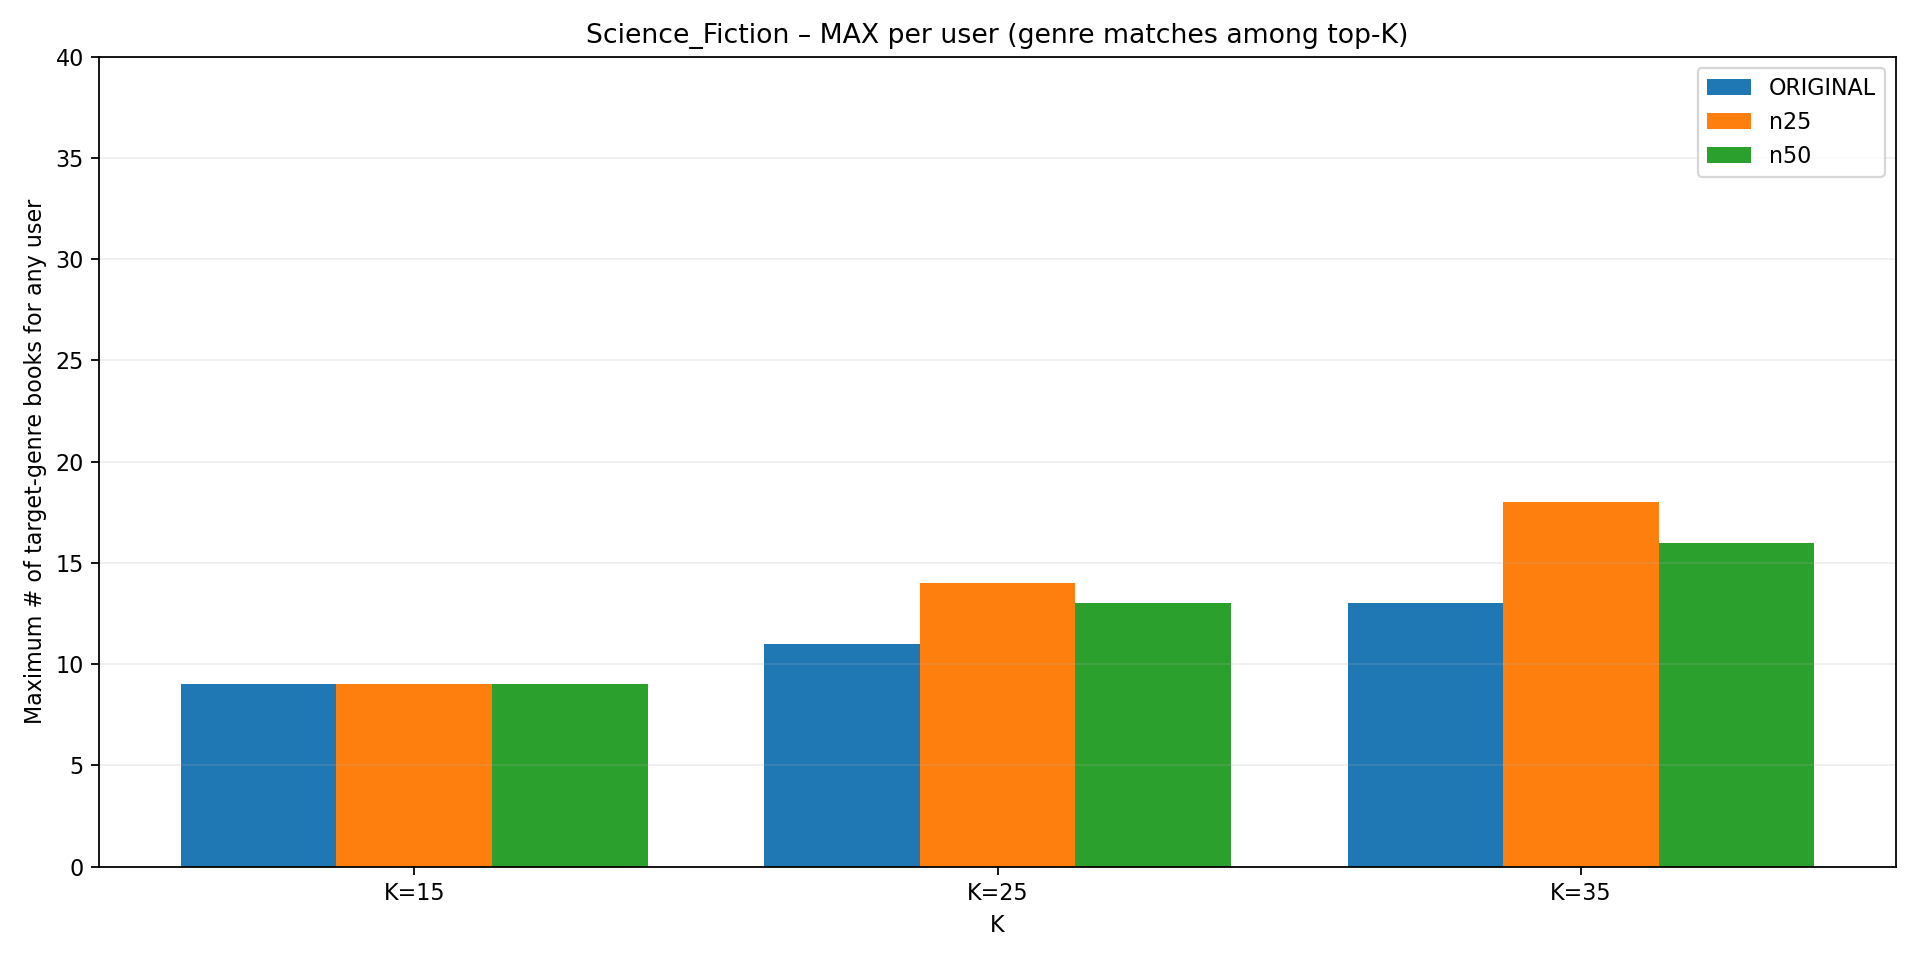 Science_Fiction – MAX per user (genre matches among top-K)
Maximum # of target-genre books for any user
40
35
30
25
20
15
10
5
0
ORIGINAL
n25
n50
K=15
K=25
K=35
K